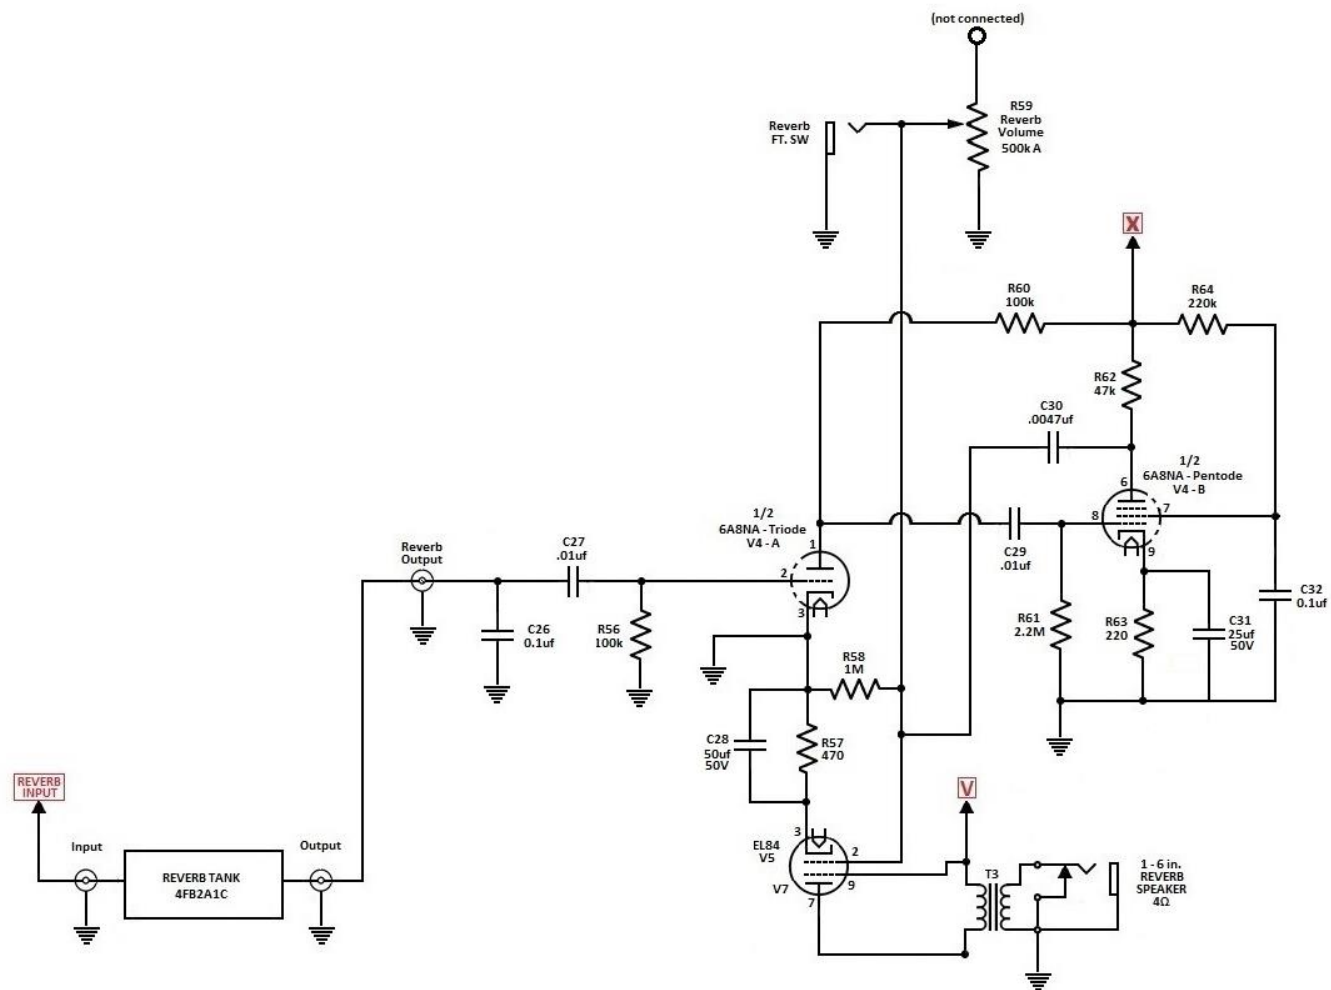 (not connected)
R59
Reverb
Volume
500k A
Reverb
FT. SW
X
R60
100k
R64
220k
R62
47k
C30
.0047uf
1/2
6A8NA - Pentode
V4 - B
6
7
8
9
1/2
6A8NA - Triode
V4 - A
1
2
3
C29
.01uf
Reverb
Output
C27
.01uf
C26
0.1uf
R56
100k
C32
0.1uf
R61
2.2M
R63
220
C31
25uf
50V
R58
1M
C28
50uf
50V
R57
470
REVERB
INPUT
V
Input
REVERB TANK
4FB2A1C
Output
EL84
V5
V7
3
2
9
7
T3
1 - 6 in.
REVERB
SPEAKER
4Ω